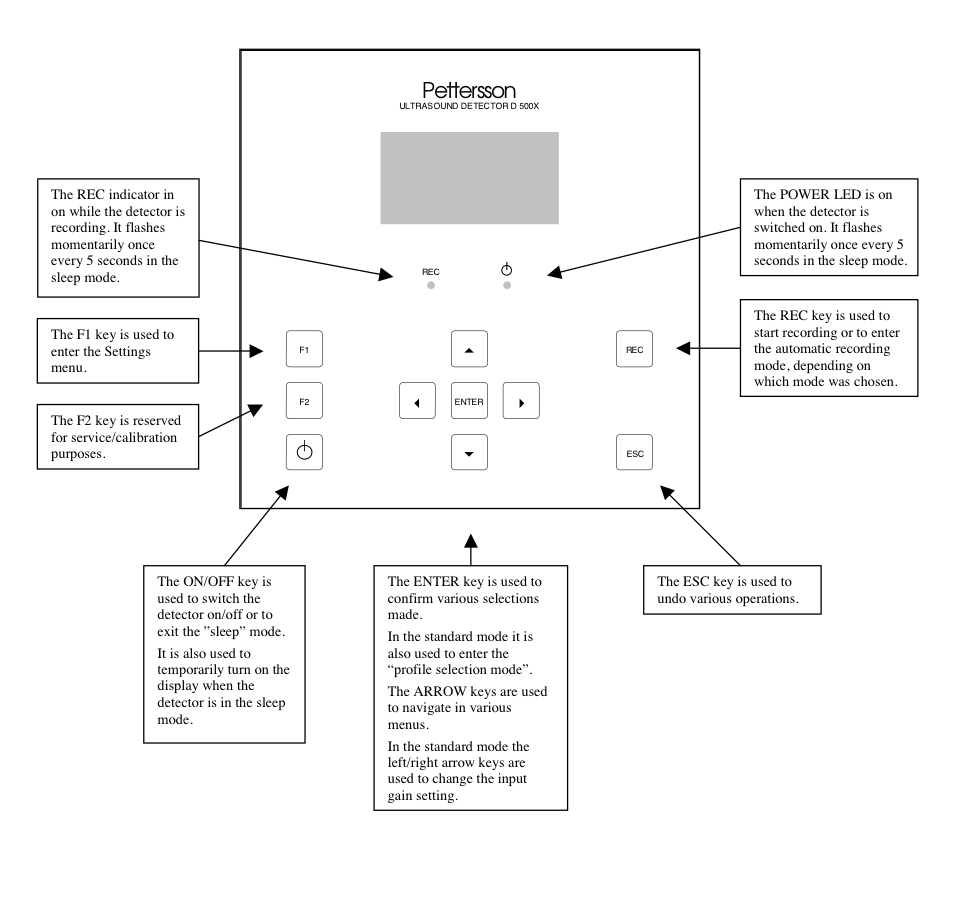 Pettersson
ULTRASOUND DETECTOR D 500X
The REC indicator in
on while the detector is
recording. It flashes
momentarily once
every 5 seconds in the
sleep mode.
The POWER LED is on
when the detector is
switched on. It flashes
momentarily once every 5
seconds in the sleep mode.
REC
The F1 key is used to
enter the Settings
menu.
The REC key is used to
start recording or to enter
the automatic recording
mode, depending on
which mode was chosen.
F1
REC
The F2 key is reserved
for service/calibration
purposes.
F2
ENTER
ESC
The ON/OFF key is
used to switch the
detector on/off or to
exit the ”sleep” mode.
It is also used to
temporarily turn on the
display when the
detector is in the sleep
mode.
The ENTER key is used to
confirm various selections
made.
In the standard mode it is
also used to enter the
“profile selection mode”.
The ARROW keys are used
to navigate in various
menus.
In the standard mode the
left/right arrow keys are
used to change the input
gain setting.
The ESC key is used to
undo various operations.